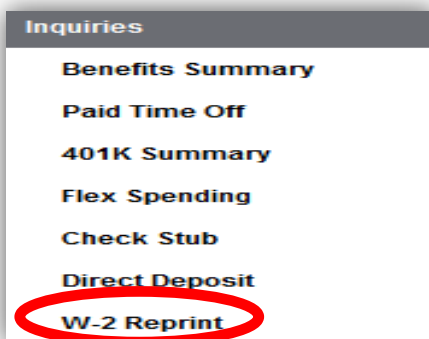 Inquiries
Benefits Summary
Paid Time Off
401K Summary
Flex Spending
Check Stub
Direct Deposit
W-2 Reprint